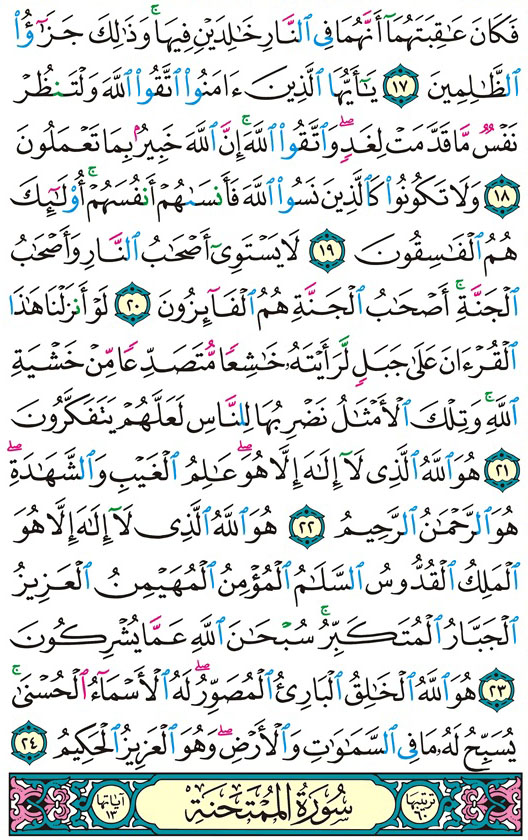 فَكَانَ عَـٰقِبَتَهُمَآ أَنَّهُمَا فِى ٱلنَّارِ خَـٰلِدَيْنِ فِيهَا ۚ وَذَٰلِكَ جَزَٰٓؤُا۟
ٱلظَّـٰلِمِينَ ١٧ يَـٰٓأَيُّهَا ٱلَّذِينَ ءَامَنُوا۟ ٱتَّقُوا۟ ٱللَّهَ وَلْتَنظُرْ
نَفْسٌ مَّا قَدَّمَتْ لِغَدٍ ۖ وَٱتَّقُوا۟ ٱللَّهَ ۚ إِنَّ ٱللَّهَ خَبِيرٌۢ بِمَا تَعْمَلُونَ
١٨ وَلَا تَكُونُوا۟ كَٱلَّذِينَ نَسُوا۟ ٱللَّهَ فَأَنسَىٰهُمْ أَنفُسَهُمْ ۚ أُو۟لَـٰٓئِكَ
هُمُ ٱلْفَـٰسِقُونَ ١٩ لَا يَسْتَوِىٓ أَصْحَـٰبُ ٱلنَّارِ وَأَصْحَـٰبُ
ٱلْجَنَّةِ ۚ أَصْحَـٰبُ ٱلْجَنَّةِ هُمُ ٱلْفَآئِزُونَ ٢٠ لَوْ أَنزَلْنَا هَـٰذَا
ٱلْقُرْءَانَ عَلَىٰ جَبَلٍ لَّرَأَيْتَهُۥ خَـٰشِعًا مُّتَصَدِّعًا مِّنْ خَشْيَةِ
ٱللَّهِ ۚ وَتِلْكَ ٱلْأَمْثَـٰلُ نَضْرِبُهَا لِلنَّاسِ لَعَلَّهُمْ يَتَفَكَّرُونَ
٢١ هُوَ ٱللَّهُ ٱلَّذِى لَآ إِلَـٰهَ إِلَّا هُوَ ۖ عَـٰلِمُ ٱلْغَيْبِ وَٱلشَّهَـٰدَةِ ۖ
هُوَ ٱلرَّحْمَـٰنُ ٱلرَّحِيمُ ٢٢ هُوَ ٱللَّهُ ٱلَّذِى لَآ إِلَـٰهَ إِلَّا هُوَ
ٱلْمَلِكُ ٱلْقُدُّوسُ ٱلسَّلَـٰمُ ٱلْمُؤْمِنُ ٱلْمُهَيْمِنُ ٱلْعَزِيزُ
ٱلْجَبَّارُ ٱلْمُتَكَبِّرُ ۚ سُبْحَـٰنَ ٱللَّهِ عَمَّا يُشْرِكُونَ
٢٣ هُوَ ٱللَّهُ ٱلْخَـٰلِقُ ٱلْبَارِئُ ٱلْمُصَوِّرُ ۖ لَهُ ٱلْأَسْمَآءُ ٱلْحُسْنَىٰ ۚ
يُسَبِّحُ لَهُۥ مَا فِى ٱلسَّمَـٰوَٰتِ وَٱلْأَرْضِ ۖ وَهُوَ ٱلْعَزِيزُ ٱلْحَكِيمُ ٢٤
ترتيبها ٦٠ سُورَةُ الْمُمْتَحَنَةِ آياتها ١٣